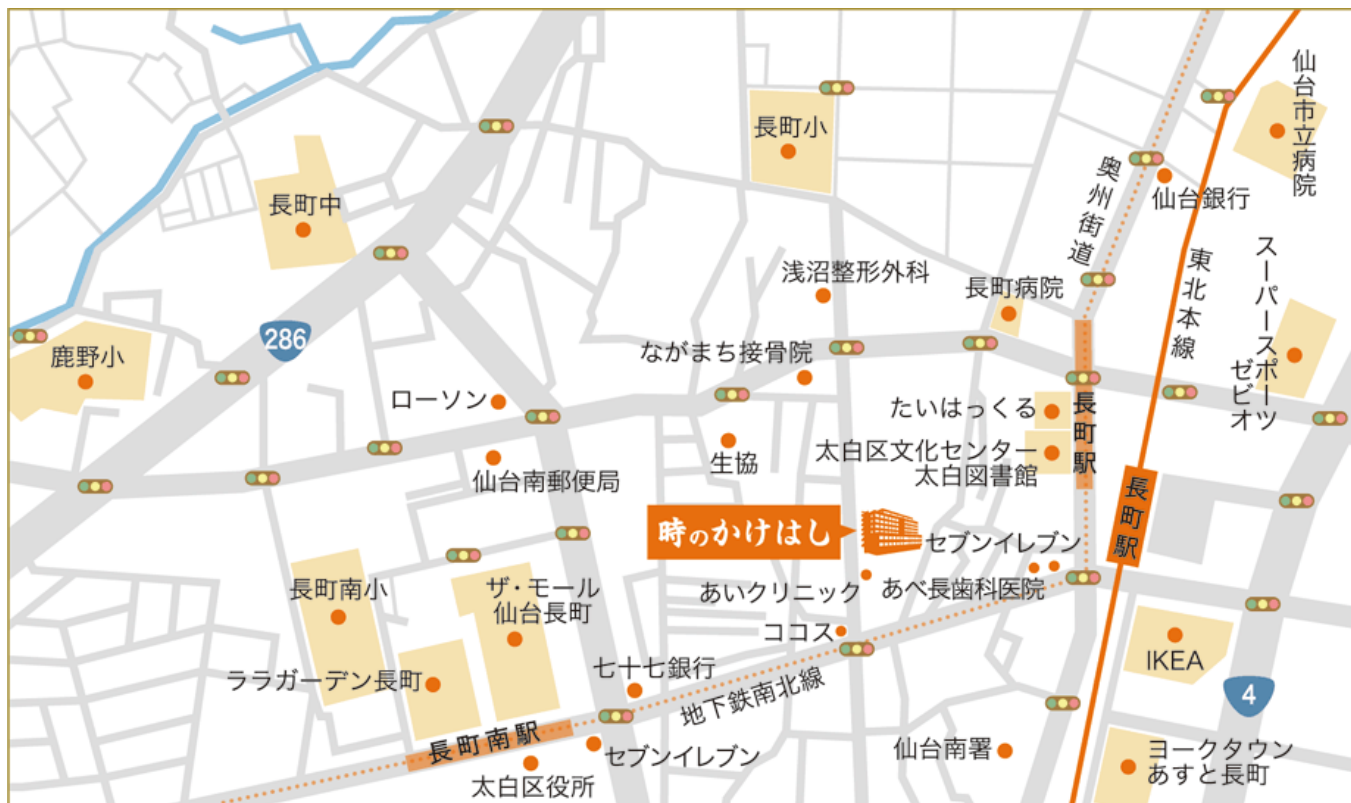 仙台市立病院
長町小
奥州街道
仙台銀行
長町中
東北本線
スーパースポーツ
ゼビオ
浅沼整形外科
長町病院
286
鹿野小
ながまち接骨院
ローソン
たいはっくる
長町駅
生協
太白区文化センター
太白図書館
仙台南郵便局
長町駅
時のかけはし
セブンイレブン
長町南小
ザ・モール
仙台長町
あいクリニック
あべ長歯科医院
ココス
IKEA
ララガーデン長町
七十七銀行
地下鉄南北線
4
長町南駅
セブンイレブン
仙台南署
ヨークタウン
あすと長町
太白区役所